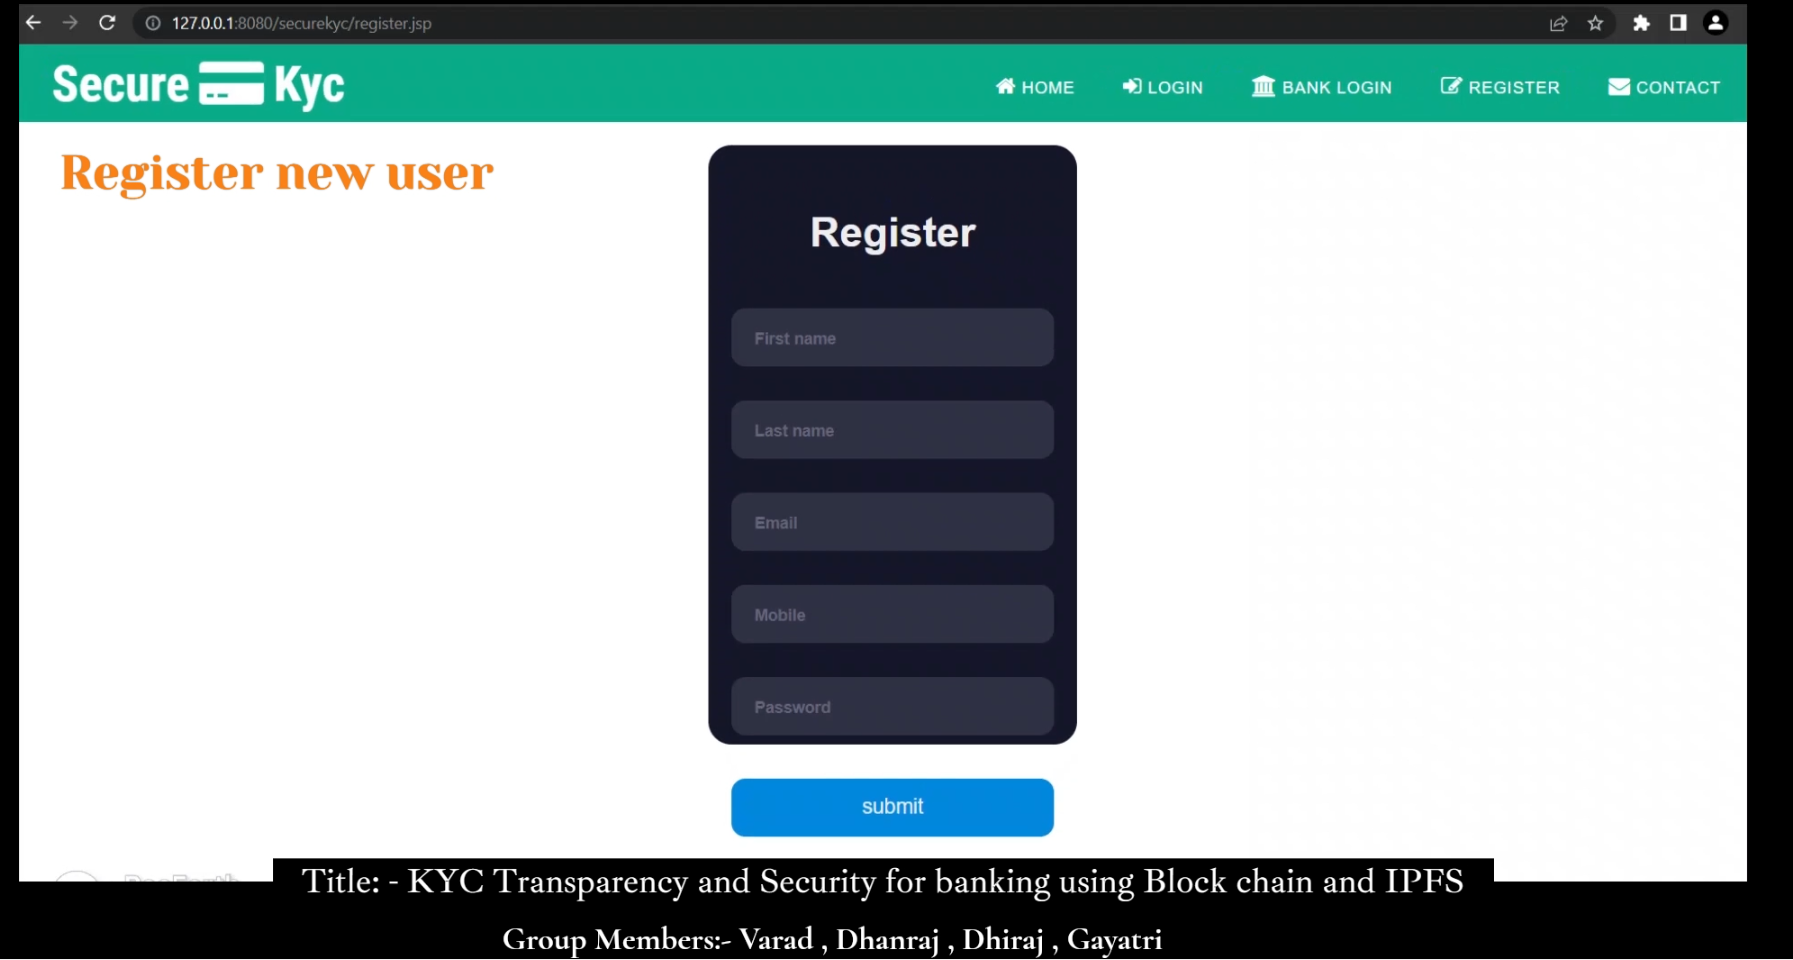 127.0.0.1:8080/securekyc/register.jsp
Secure Kyc
HOME
LOGIN
BANK LOGIN
REGISTER
CONTACT
Register new user
Register
First name
Last name
Email
Mobile
Password
submit
Title: - KYC Transparency and Security for banking using Block chain and IPFS
Group Members:- Varad , Dhanraj , Dhiraj , Gayatri